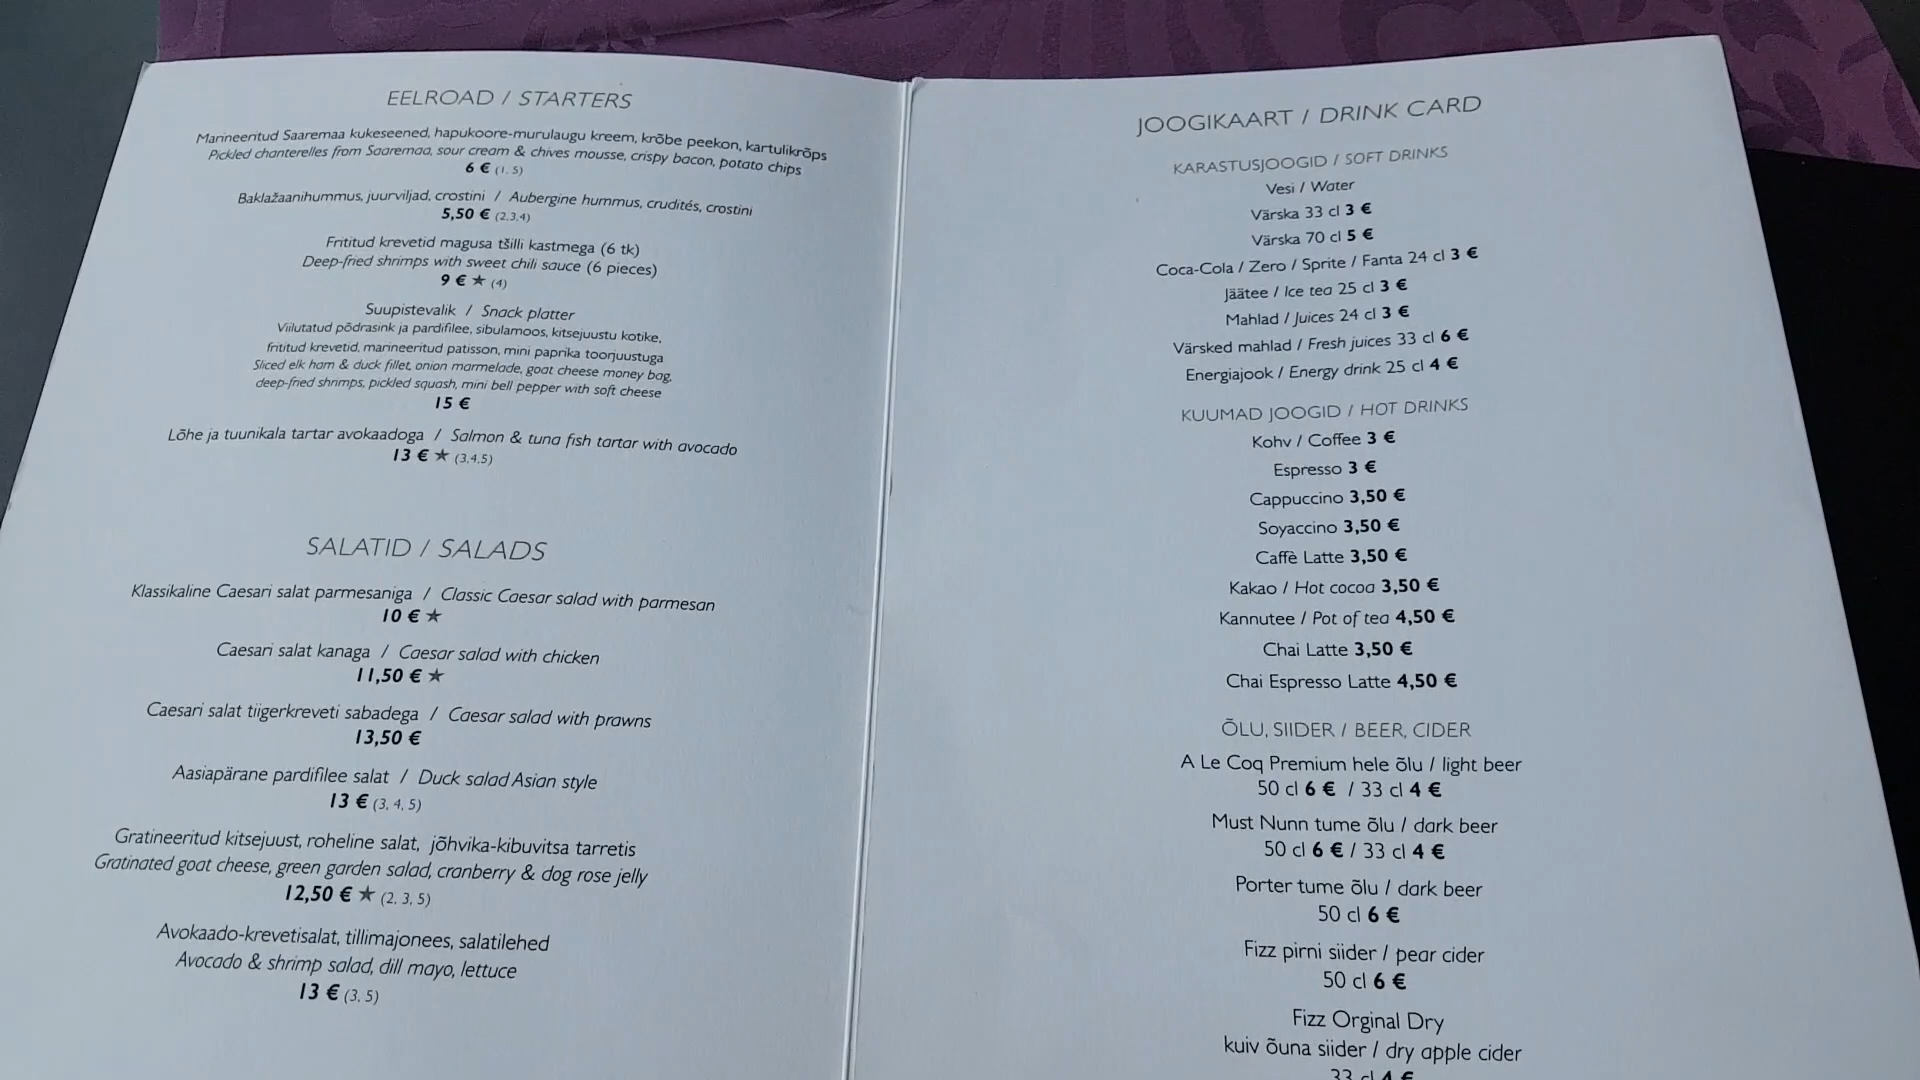 EELROAD / STARTERS
Marineeritud Saaremaa kukeseened, hapukoore-murulaugu kreem, krõbe peekon, kartulikrõps
Pickled chanterelles from Saaremaa, sour cream & chives mousse, crispy bacon, potato chips
6 € (1, 5)
Baklažaanihummus, juurviljad, crostini / Aubergine hummus, crudités, crostini
5,50 € (2,3,4)
Frititud krevetid magusa tšilli kastmega (6 tk)
Deep-fried shrimps with sweet chili sauce (6 pieces)
9 € ★ (4)
Suupistevalik / Snack platter
Viilutatud põdrasink ja pardifilee, sibulamoos, kitsejuustu kotike,
frititud krevetid, marineeritud patisson, mini paprika toorjuustuga
Sliced elk ham & duck fillet, onion marmelade, goat cheese money bag,
deep-fried shrimps, pickled squash, mini bell pepper with soft cheese
15 €
Lõhe ja tuunikala tartar avokaadoga / Salmon & tuna fish tartar with avocado
13 € ★ (3,4,5)
SALATID / SALADS
Klassikaline Caesari salat parmesaniga / Classic Caesar salad with parmesan
10 € ★
Caesari salat kanaga / Caesar salad with chicken
11,50 € ★
Caesari salat tiigerkreveti sabadega / Caesar salad with prawns
13,50 €
Aasiapärane pardifilee salat / Duck salad Asian style
13 € (3, 4, 5)
Gratineeritud kitsejuust, roheline salat, jõhvika-kibuvitsa tarretis
Gratinated goat cheese, green garden salad, cranberry & dog rose jelly
12,50 € ★ (2, 3, 5)
Avokaado-krevetisalat, tillimajonees, salatilehed
Avocado & shrimp salad, dill mayo, lettuce
13 € (3, 5)
JOOGIKAART / DRINK CARD
KARASTUSJOOGID / SOFT DRINKS
Vesi / Water
Värska 33 cl 3 €
Värska 70 cl 5 €
Coca-Cola / Zero / Sprite / Fanta 24 cl 3 €
Jäätee / Ice tea 25 cl 3 €
Mahlad / Juices 24 cl 3 €
Värsked mahlad / Fresh juices 33 cl 6 €
Energiajook / Energy drink 25 cl 4 €
KUUMAD JOOGID / HOT DRINKS
Kohv / Coffee 3 €
Espresso 3 €
Cappuccino 3,50 €
Soyaccino 3,50 €
Caffè Latte 3,50 €
Kakao / Hot cocoa 3,50 €
Kannutee / Pot of tea 4,50 €
Chai Latte 3,50 €
Chai Espresso Latte 4,50 €
ÕLU, SIIDER / BEER, CIDER
A Le Coq Premium hele õlu / light beer
50 cl 6 € / 33 cl 4 €
Must Nunn tume õlu / dark beer
50 cl 6 € / 33 cl 4 €
Porter tume õlu / dark beer
50 cl 6 €
Fizz pirni siider / pear cider
50 cl 6 €
Fizz Orginal Dry
kuiv õuna siider / dry apple cider
33 cl 4 €